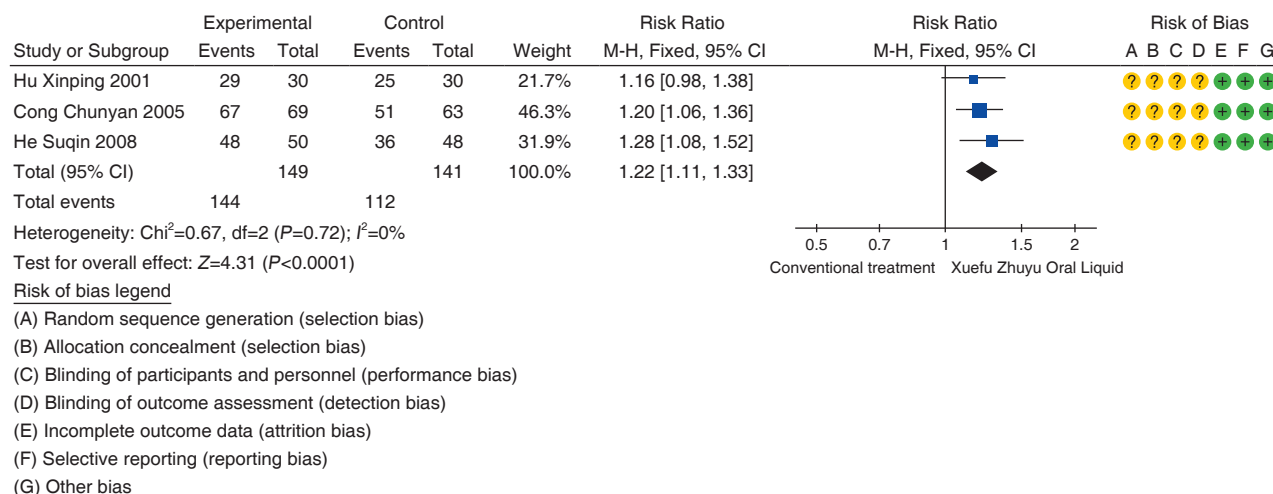 Experimental Control Risk Ratio Risk Ratio Risk of Bias
Study or Subgroup Events Total Events Total Weight M-H, Fixed, 95% CI M-H, Fixed, 95% CI A B C D E F G
Hu Xinping 2001 29 30 25 30 21.7% 1.16 [0.98, 1.38] ? ? ? ? + + +
Cong Chunyan 2005 67 69 51 63 46.3% 1.20 [1.06, 1.36] ? ? ? ? + + +
He Suqin 2008 48 50 36 48 31.9% 1.28 [1.08, 1.52] ? ? ? ? + + +
Total (95% CI) 149 141 100.0% 1.22 [1.11, 1.33]
Total events 144 112
Heterogeneity: Chi²=0.67, df=2 (P=0.72); I²=0%
0.5 0.7 1 1.5 2
Test for overall effect: Z=4.31 (P<0.0001)
Conventional treatment Xuefu Zhuyu Oral Liquid
Risk of bias legend
(A) Random sequence generation (selection bias)
(B) Allocation concealment (selection bias)
(C) Blinding of participants and personnel (performance bias)
(D) Blinding of outcome assessment (detection bias)
(E) Incomplete outcome data (attrition bias)
(F) Selective reporting (reporting bias)
(G) Other bias